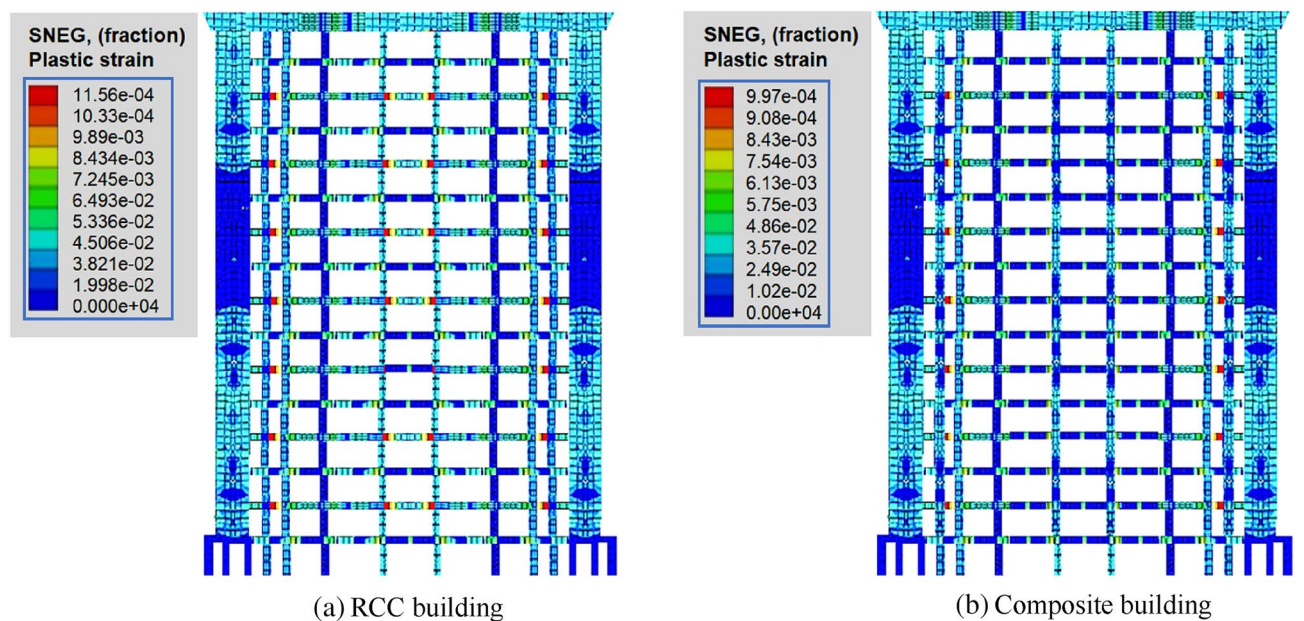 SNEG, (fraction)
Plastic strain
11.56e-04
10.33e-04
9.89e-03
8.434e-03
7.245e-03
6.493e-02
5.336e-02
4.506e-02
3.821e-02
1.998e-02
0.000e+04
(a) RCC building
SNEG, (fraction)
Plastic strain
9.97e-04
9.08e-04
8.43e-03
7.54e-03
6.13e-03
5.75e-03
4.86e-02
3.57e-02
2.49e-02
1.02e-02
0.00e+04
(b) Composite building